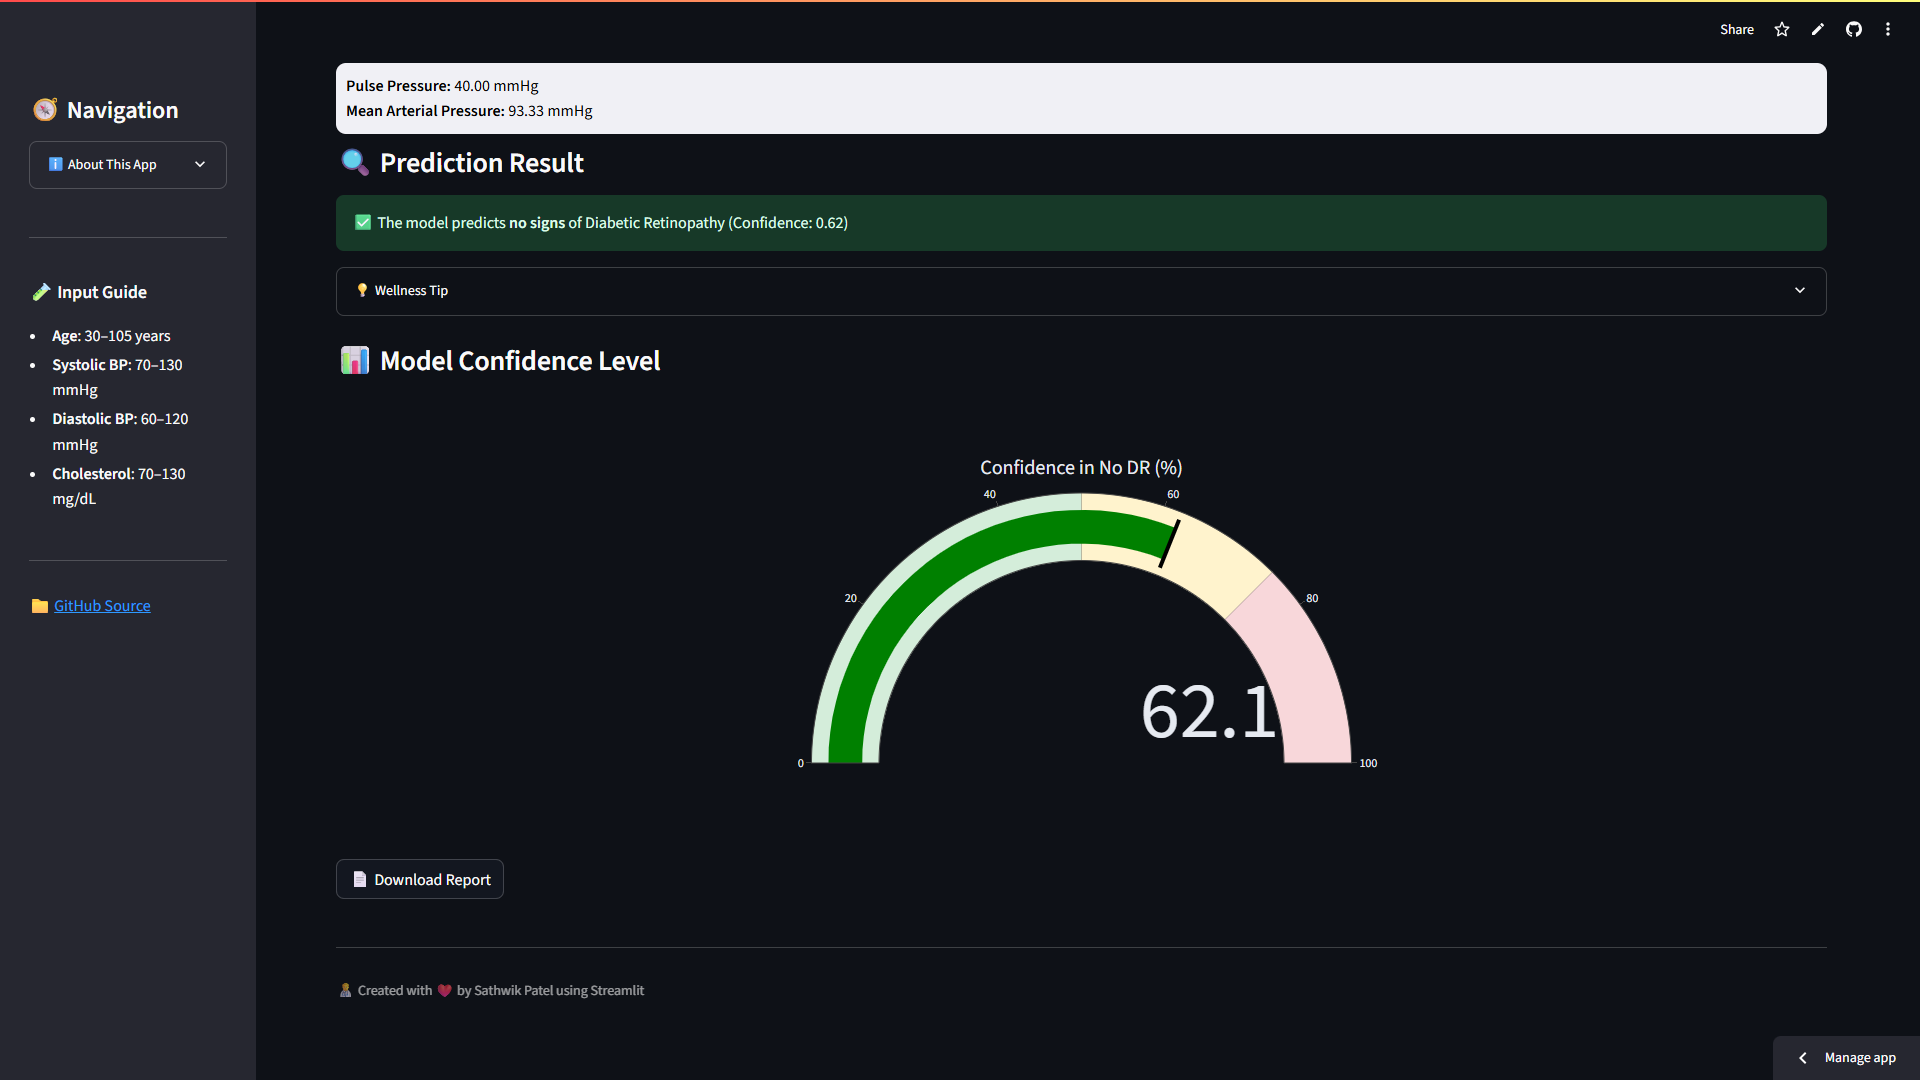 Share
Navigation
About This App
Input Guide
Age: 30–105 years
Systolic BP: 70–130
mmHg
Diastolic BP: 60–120
mmHg
Cholesterol: 70–130
mg/dL
GitHub Source
Pulse Pressure: 40.00 mmHg
Mean Arterial Pressure: 93.33 mmHg
Prediction Result
The model predicts no signs of Diabetic Retinopathy (Confidence: 0.62)
Wellness Tip
Model Confidence Level
Confidence in No DR (%)
0
20
40
60
80
100
62.1
Download Report
Created with ❤ by Sathwik Patel using Streamlit
Manage app